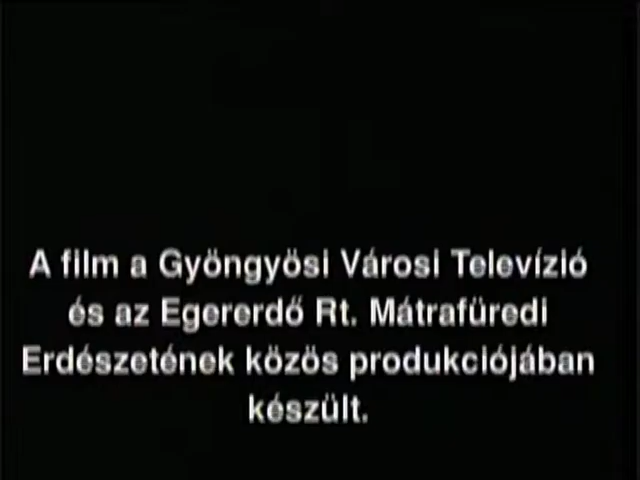 A film a Gyöngyösi Városi Televízió
és az Egererdő Rt. Mátrafüredi
Erdészetének közös produkciójában
készült.